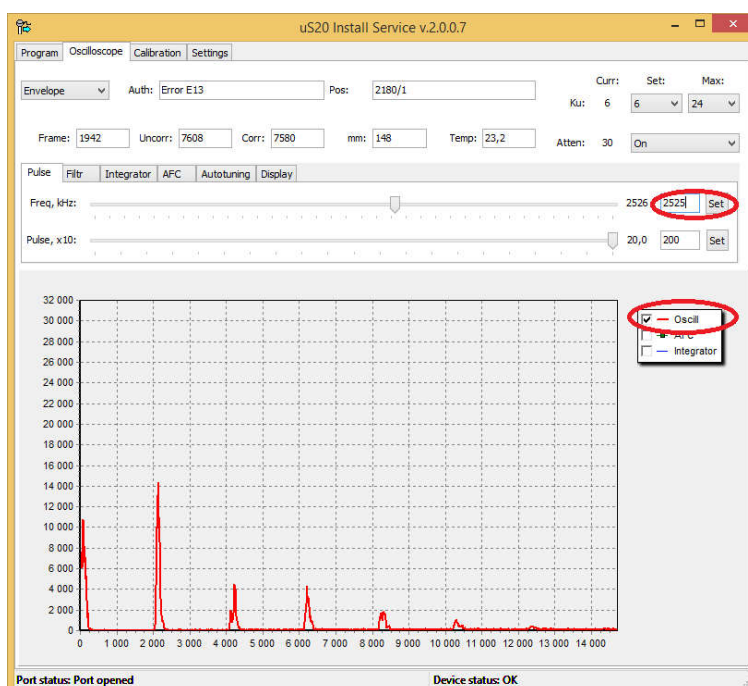 uS20 Install Service v.2.0.0.7
Program Oscilloscope Calibration Settings
Envelope Auth: Error E13 Pos: 2180/1
Curr: Set: Max:
Ku: 6 6 24
Frame: 1942 Uncorr: 7608 Corr: 7580 mm: 148 Temp: 23,2
Atten: 30 On
Pulse Filtr Integrator AFC Autotuning Display
Freq, kHz: 2526 2525 Set
Pulse, x10: 20,0 200 Set
32 000
30 000
28 000
26 000
24 000
22 000
20 000
18 000
16 000
14 000
12 000
10 000
8 000
6 000
4 000
2 000
0
0 1 000 2 000 3 000 4 000 5 000 6 000 7 000 8 000 9 000 10 000 11 000 12 000 13 000 14 000
Oscill
AFC
Integrator
Port status: Port opened Device status: OK